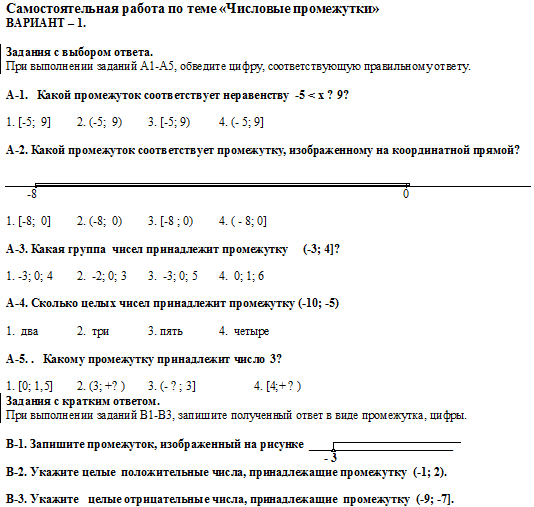 Самостоятельная работа по теме «Числовые промежутки»
ВАРИАНТ – 1.
Задания с выбором ответа.
При выполнении заданий А1-А5, обведите цифру, соответствующую правильному ответу.
А-1. Какой промежуток соответствует неравенству -5 < x ? 9?
1. [-5; 9] 2. (-5; 9) 3. [-5; 9) 4. (- 5; 9]
А-2. Какой промежуток соответствует промежутку, изображенному на координатной прямой?
-8 0
1. [-8; 0] 2. (-8; 0) 3. [-8 ; 0) 4. ( - 8; 0]
А-3. Какая группа чисел принадлежит промежутку (-3; 4]?
1. -3; 0; 4 2. -2; 0; 3 3. -3; 0; 5 4. 0; 1; 6
А-4. Сколько целых чисел принадлежит промежутку (-10; -5)
1. два 2. три 3. пять 4. четыре
А-5. . Какому промежутку принадлежит число 3?
1. [0; 1,5] 2. (3; +? ) 3. (- ? ; 3] 4. [4;+ ? )
Задания с кратким ответом.
При выполнении заданий В1-В3, запишите полученный ответ в виде промежутка, цифры.
В-1. Запишите промежуток, изображенный на рисунке
- 3
В-2. Укажите целые положительные числа, принадлежащие промежутку (-1; 2).
В-3. Укажите целые отрицательные числа, принадлежащие промежутку (-9; -7].